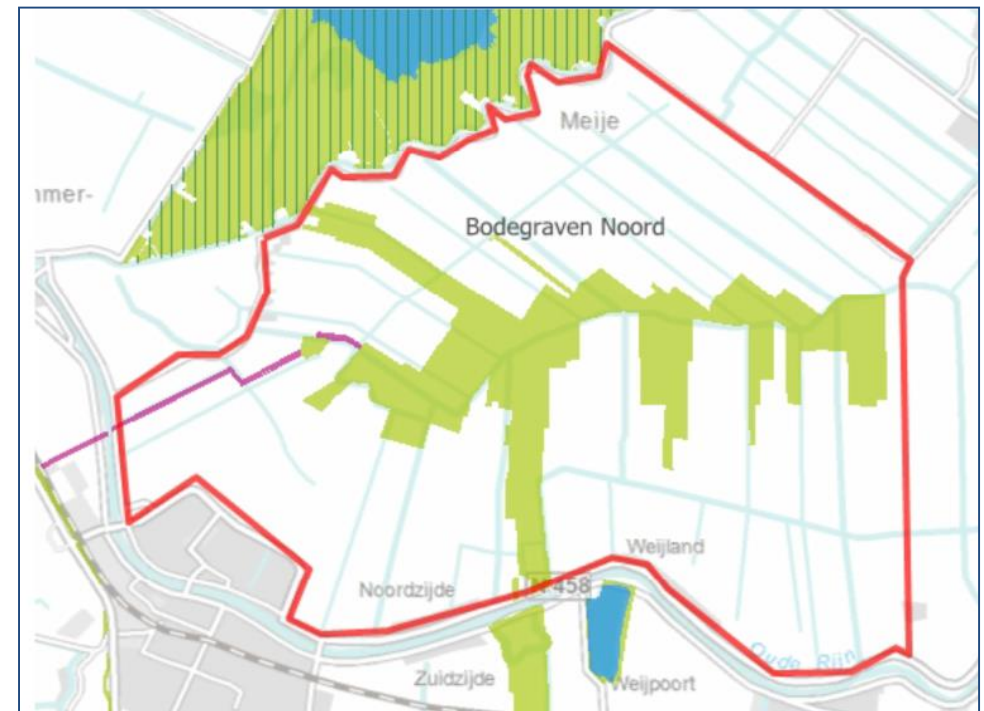 Meije
mmer-
Bodegraven Noord
Weijland
Noordzijde
N 458
Oude Rijn
Zuidzijde
Weijpoort